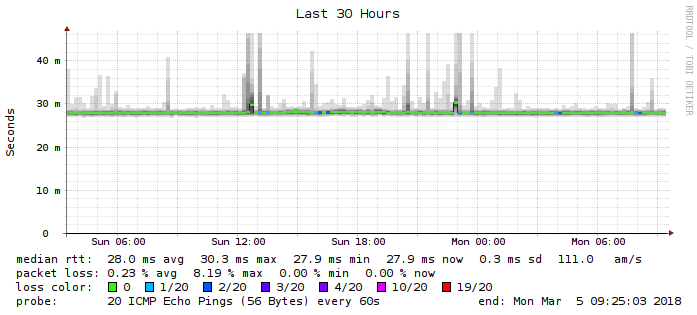 Last 30 Hours
RRDTOOL / TOBI OETIKER
Seconds
40 m
30 m
20 m
10 m
0
Sun 06:00 Sun 12:00 Sun 18:00 Mon 00:00 Mon 06:00
median rtt: 28.0 ms avg 30.3 ms max 27.9 ms min 27.9 ms now 0.3 ms sd 111.0 am/s
packet loss: 0.23 % avg 8.19 % max 0.00 % min 0.00 % now
loss color: 0 1/20 2/20 3/20 4/20 10/20 19/20
probe: 20 ICMP Echo Pings (56 Bytes) every 60s end: Mon Mar 5 09:25:03 2018